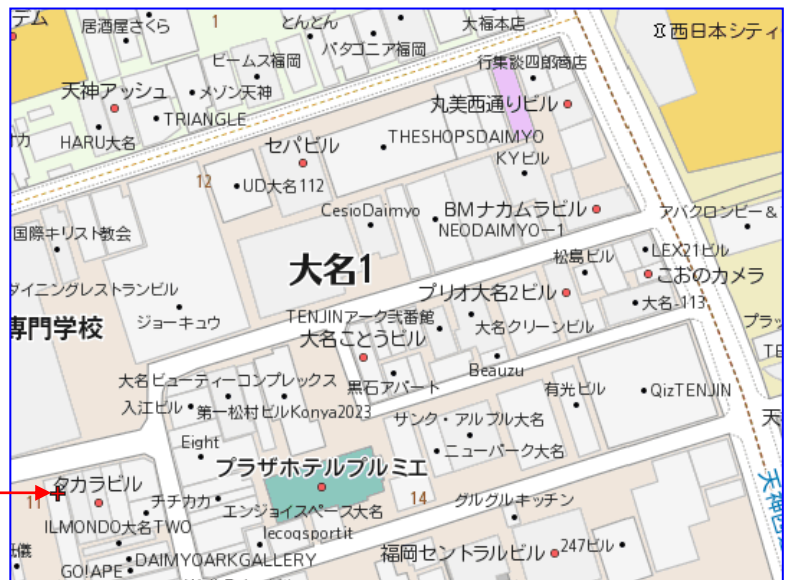 デム
居酒屋さくら
1
とんとん
大福本店
パタゴニア福岡
西日本シティ
ビームス福岡
行集談四郎商店
天神アッシュ
メゾン天神
丸美西通りビル
TRIANGLE
HARU大名
セパビル
THESHOPSDAIMYO
KYビル
12
UD大名112
CesioDaimyo
BMナカムラビル
NEODAIMYO－1
アバクロンビー＆
国際キリスト教会
松島ビル
LEX21ビル
大名1
こおのカメラ
ダイニングレストランビル
プリオ大名2ビル
大名-113
ジョーキュウ
TENJINアーク弐番館
大名クリーンビル
専門学校
大名ことうビル
プラッ
TE
Beauzu
大名ビューティーコンプレックス
黒石アパート
有光ビル
QizTENJIN
入江ビル
第一松村ビル
Konya2023
サンク・アルブル大名
天
Eight
ニューパーク大名
プラザホテルプルミエ
タカラビル
11
チチカカ
14
グルグルキッチン
エンジョイスペース大名
ILMONDO大名TWO
lecoqsportit
福岡セントラルビル
247ビル
DAIMYOARKGALLERY
GO!APE